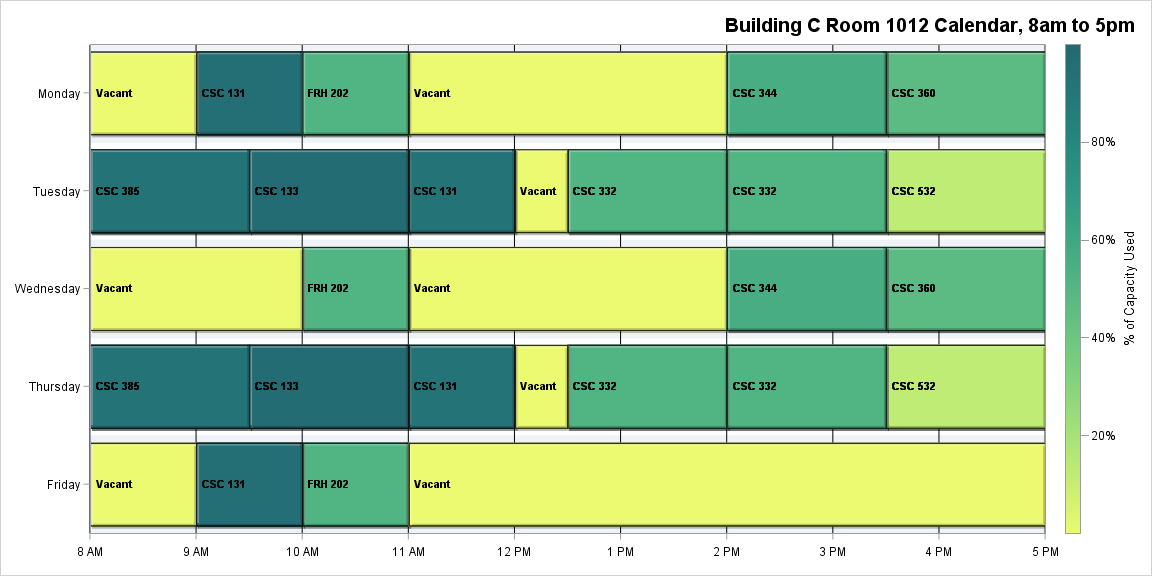 Building C Room 1012 Calendar, 8am to 5pm
Monday
Vacant
CSC 131
FRH 202
Vacant
CSC 344
CSC 360
Tuesday
CSC 385
CSC 133
CSC 131
Vacant
CSC 332
CSC 332
CSC 532
Wednesday
Vacant
FRH 202
Vacant
CSC 344
CSC 360
Thursday
CSC 385
CSC 133
CSC 131
Vacant
CSC 332
CSC 332
CSC 532
Friday
Vacant
CSC 131
FRH 202
Vacant
8 AM
9 AM
10 AM
11 AM
12 PM
1 PM
2 PM
3 PM
4 PM
5 PM
80%
60%
40%
20%
% of Capacity Used